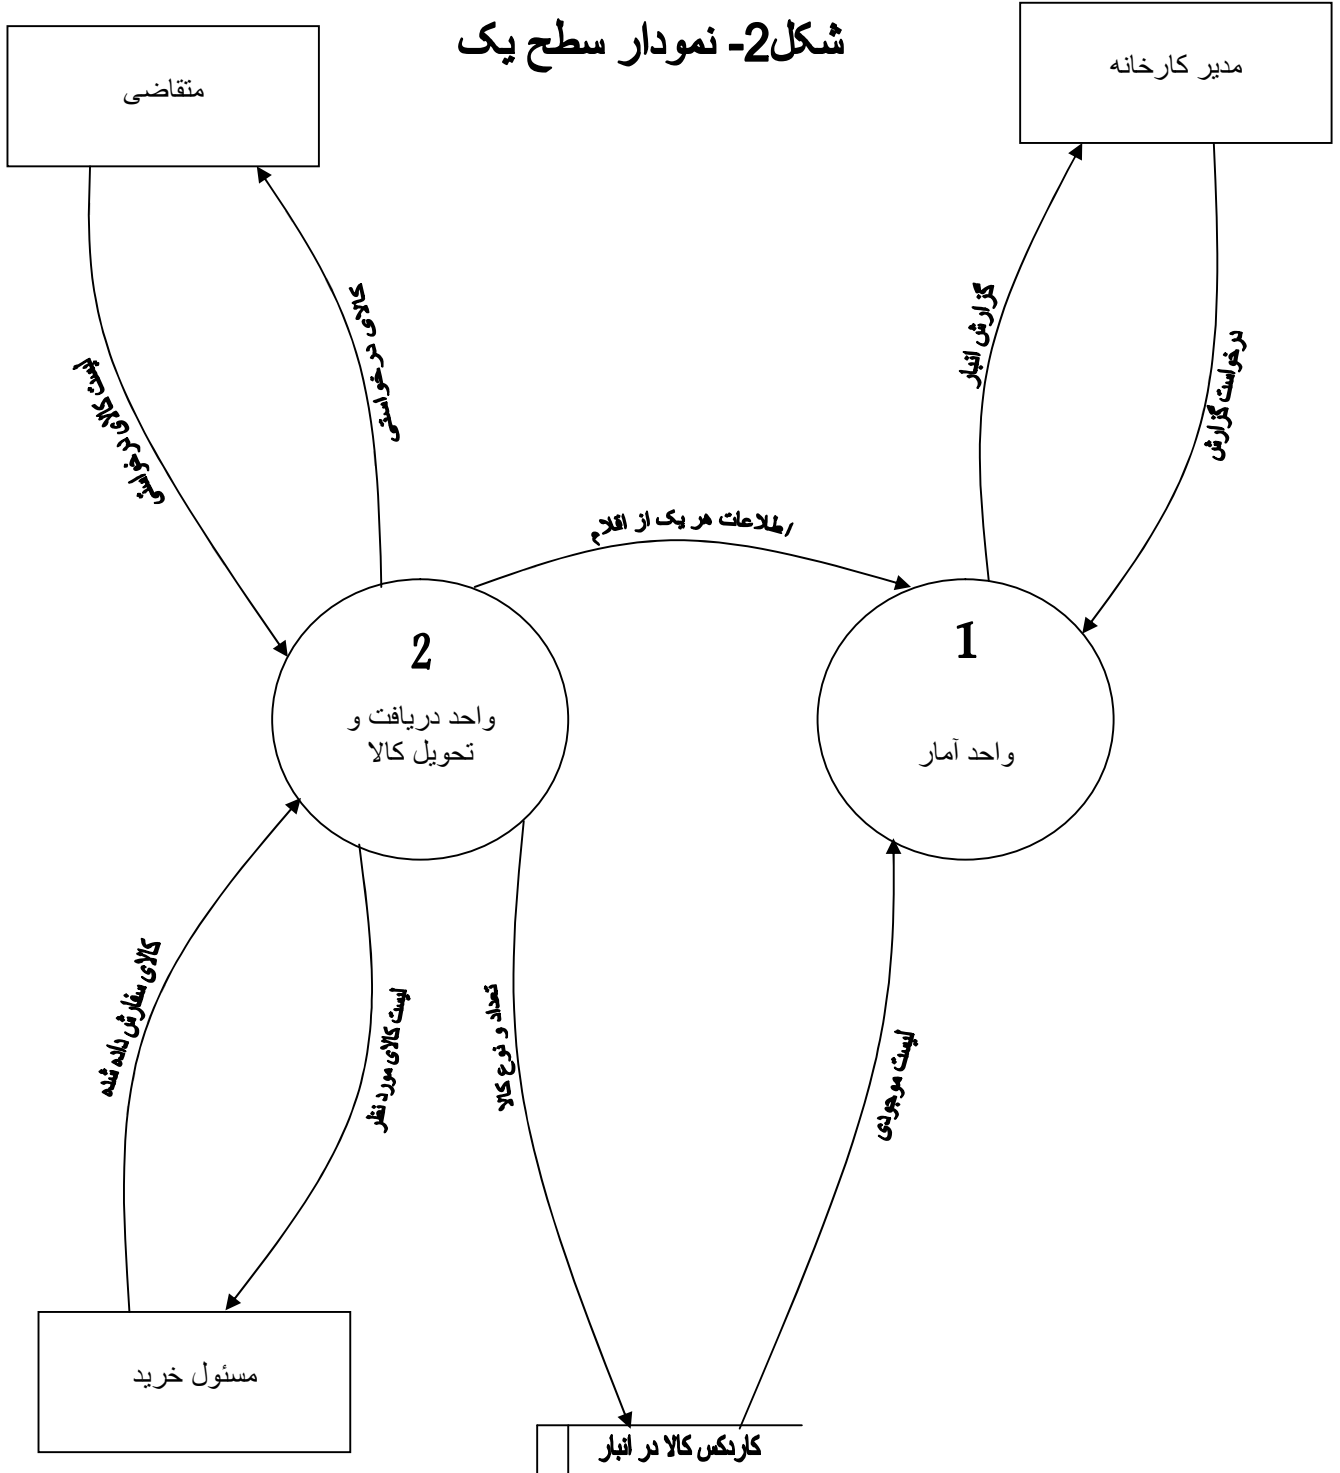 شکل2- نمودار سطح یک
مدیر کارخانه
متقاضی
گزارش انبار
درخواست گزارش
کالای درخواستی
لیست کالای درخواستی
اطلاعات هر یک از اقلام
1
واحد آمار
2
واحد دریافت و
تحویل کالا
کالای سفارش داده شده
لیست کالای مورد نظر
تعداد و نوع کالا
لیست موجودی
مسئول خرید
کاردکس کالا در انبار